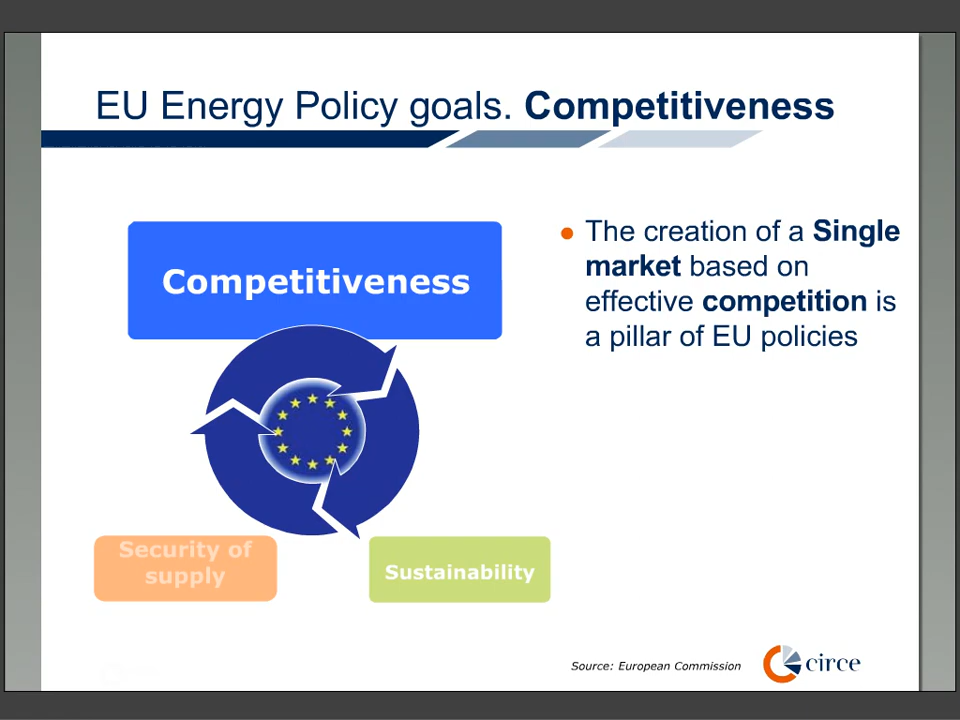 EU Energy Policy goals. Competitiveness
Competitiveness
The creation of a Single
market based on
effective competition is
a pillar of EU policies
Security of
supply
Sustainability
Source: European Commission
circe